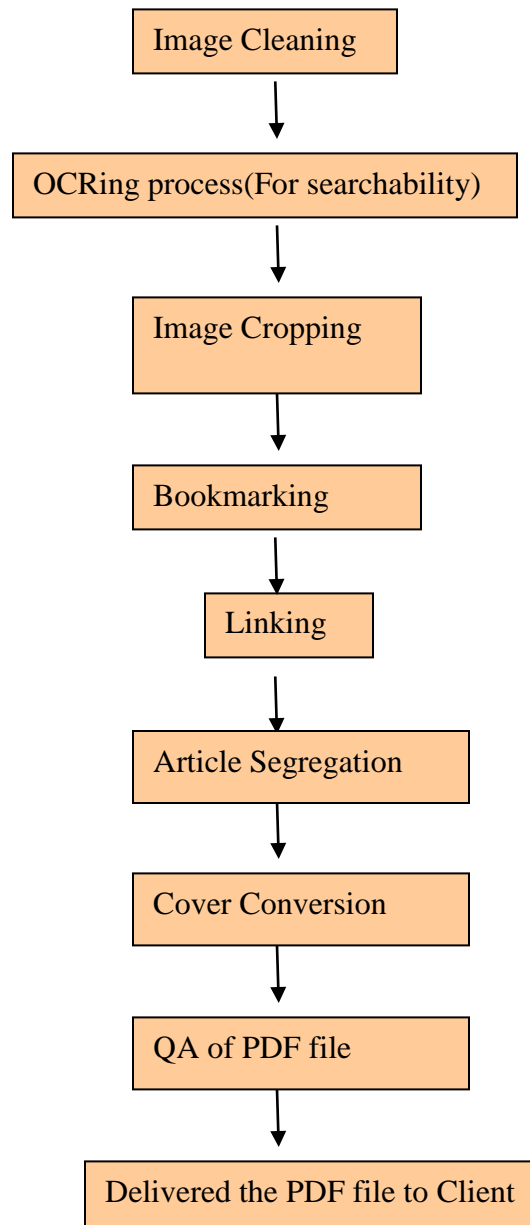 Image Cleaning
OCRing process(For searchability)
Image Cropping
Bookmarking
Linking
Article Segregation
Cover Conversion
QA of PDF file
Delivered the PDF file to Client